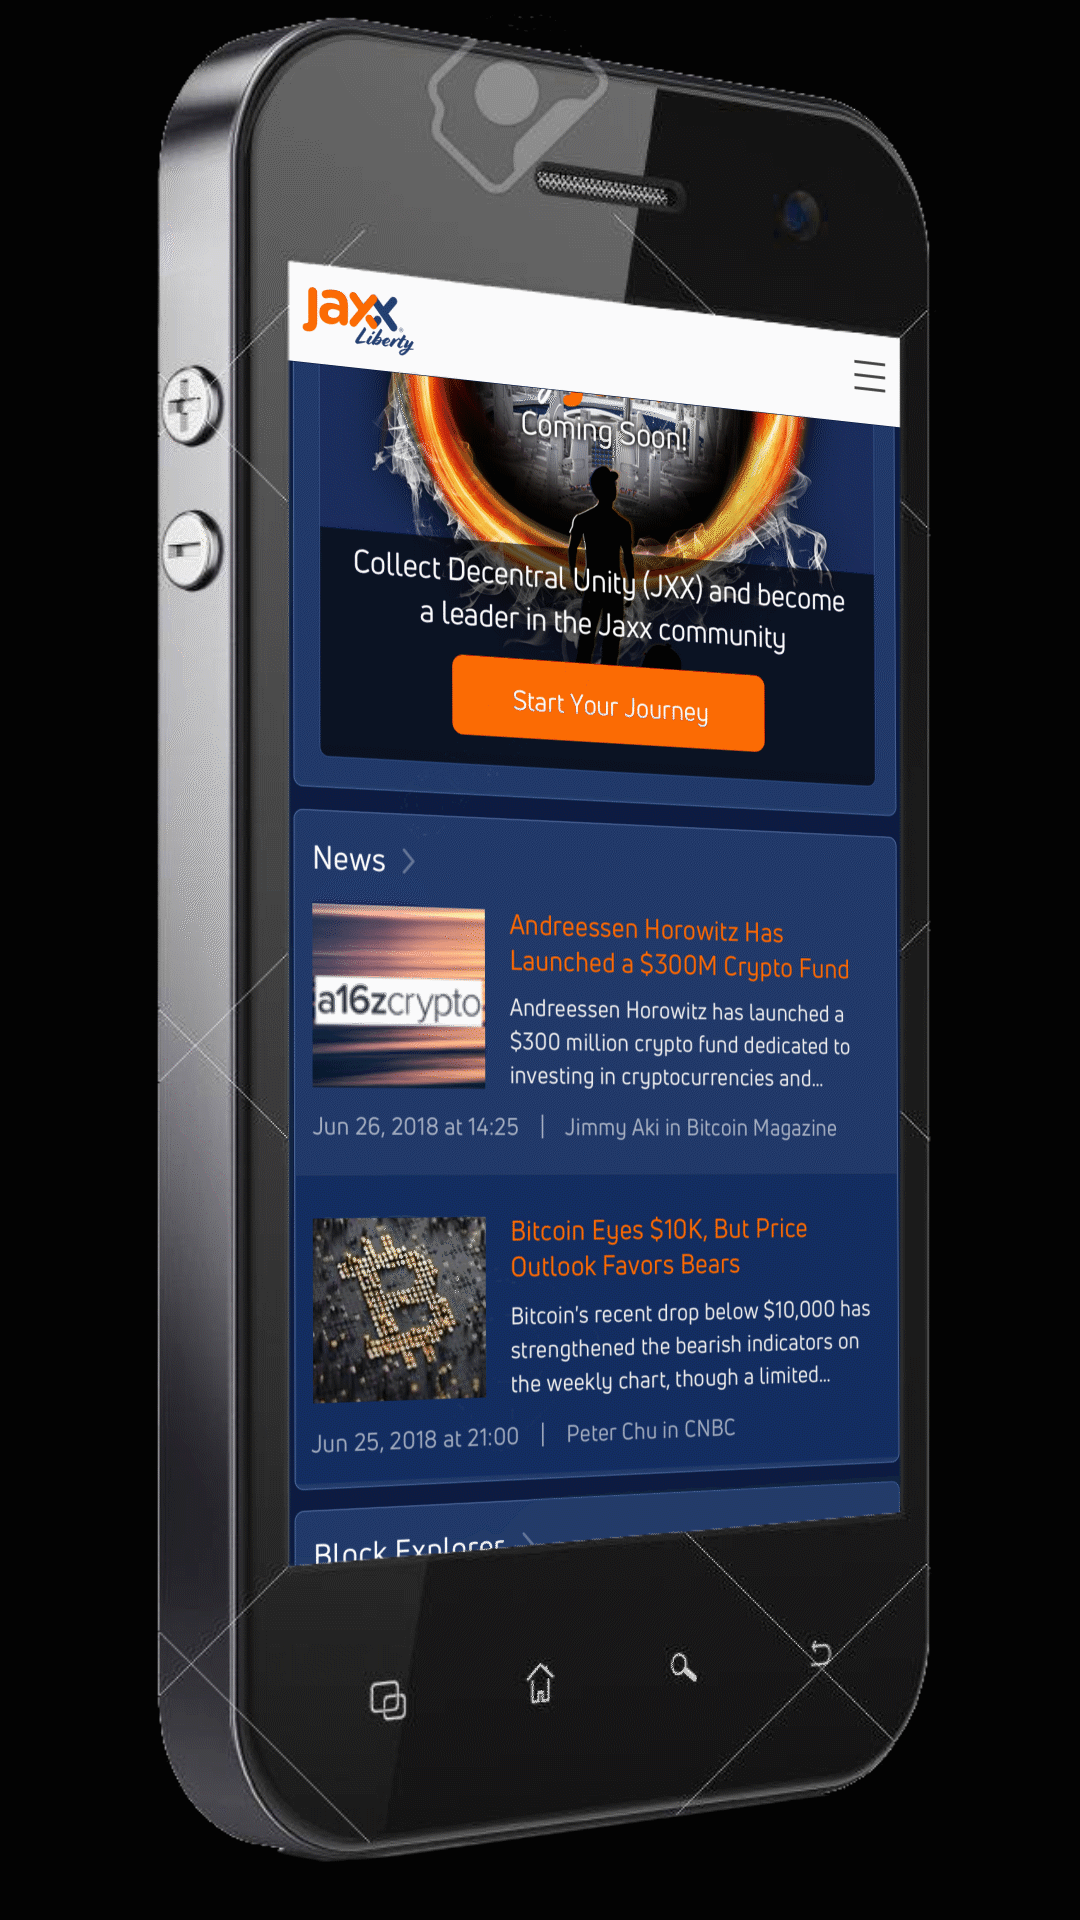 Jaxx
Liberty
Coming Soon!
Collect Decentral Unity (JXX) and become
a leader in the Jaxx community
Start Your Journey
News
Andreessen Horowitz Has
Launched a $300M Crypto Fund
a16zcrypto
Andreessen Horowitz has launched a
$300 million crypto fund dedicated to
investing in cryptocurrencies and...
Jun 26, 2018 at 14:25 | Jimmy Aki in Bitcoin Magazine
Bitcoin Eyes $10K, But Price
Outlook Favors Bears
Bitcoin's recent drop below $10,000 has
strengthened the bearish indicators on
the weekly chart, though a limited...
Jun 25, 2018 at 21:00 | Peter Chu in CNBC
Block Explorer